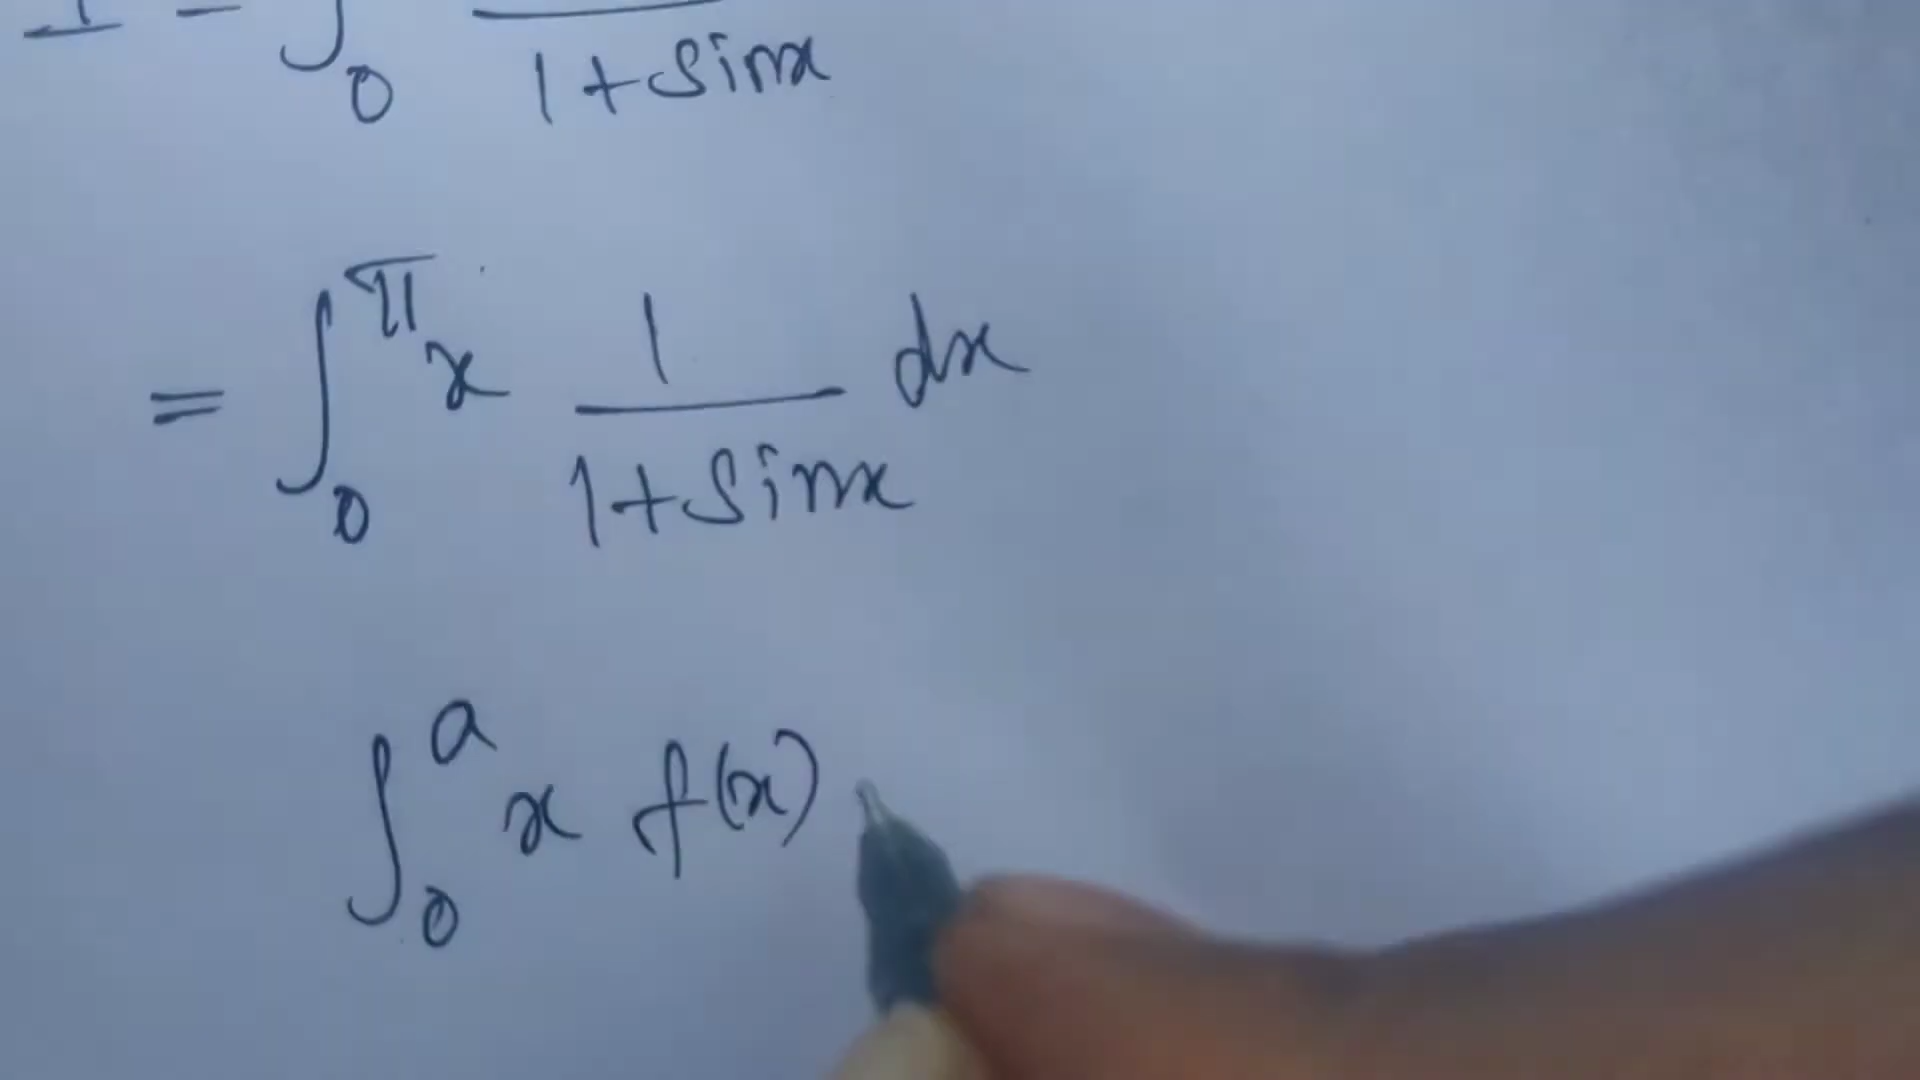 I = ∫₀ 1+sinx
= ∫₀^π x 1/(1+sinx) dx
∫₀^a x f(x)